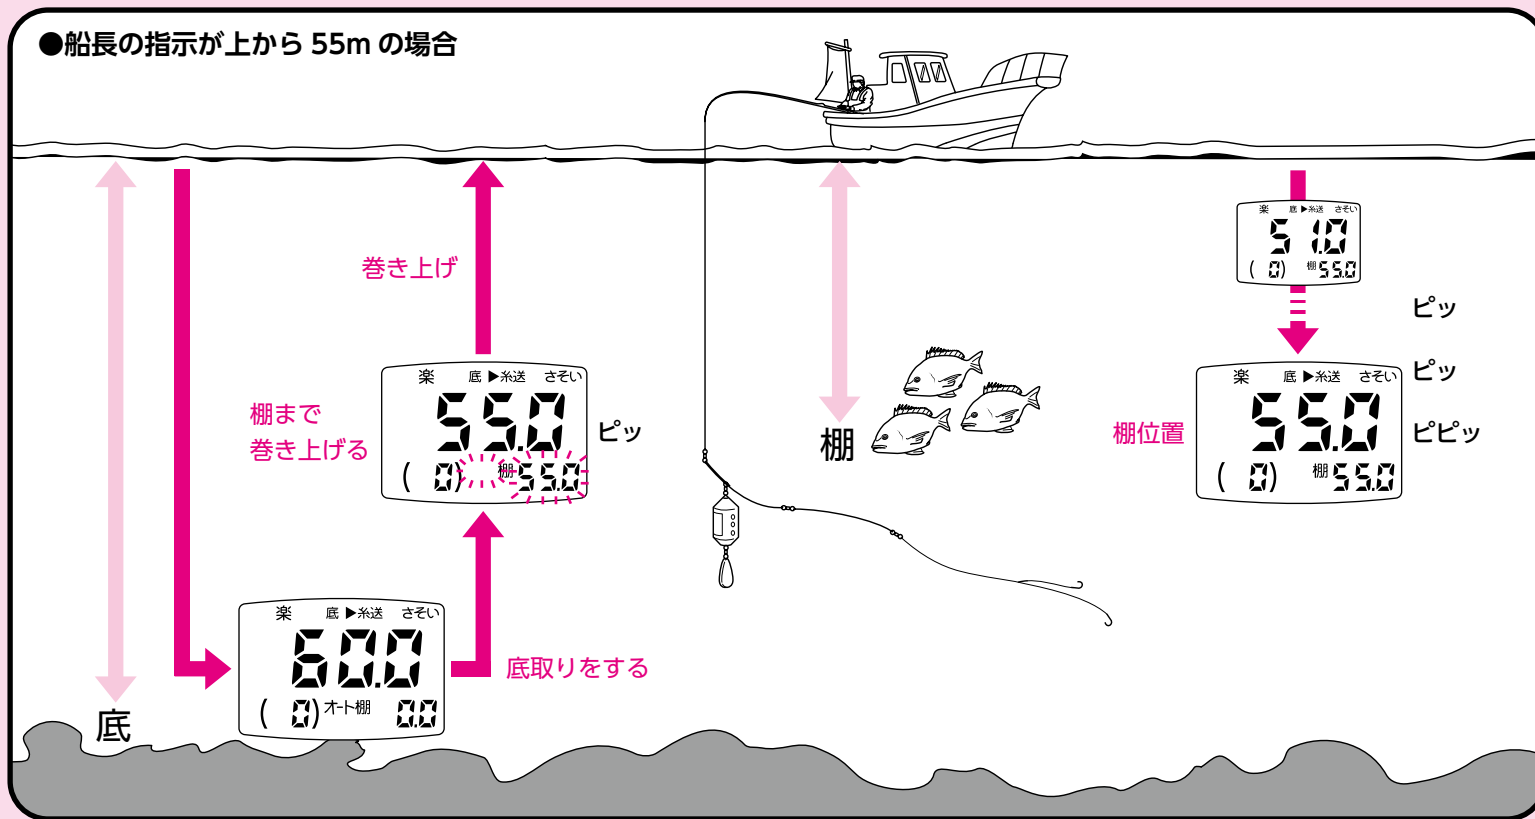 ●船長の指示が上から 55m の場合
巻き上げ
棚まで
巻き上げる
楽 底 ▶糸送 さそい
55.0
( 0) 棚 55.0
ピッ
楽 底 ▶糸送 さそい
60.0
( 0) オート棚 0.0
底取りをする
底
棚
楽 底 ▶糸送 さそい
51.0
( 0) 棚 55.0
ピッ
ピッ
ピピッ
棚位置
楽 底 ▶糸送 さそい
55.0
( 0) 棚 55.0